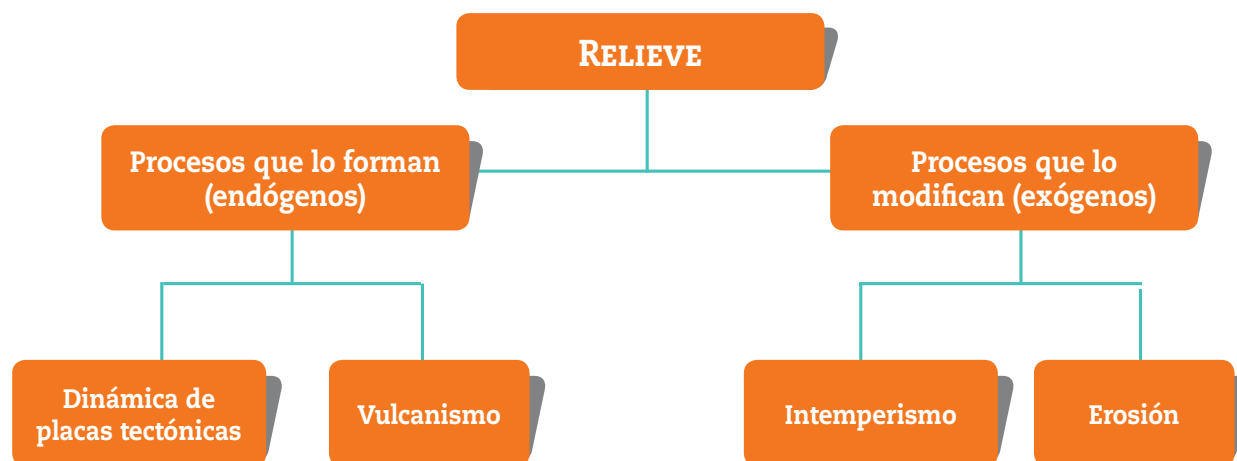 RELIEVE
Procesos que lo forman
(endógenos)
Procesos que lo
modifican (exógenos)
Dinámica de
placas tectónicas
Vulcanismo
Intemperismo
Erosión